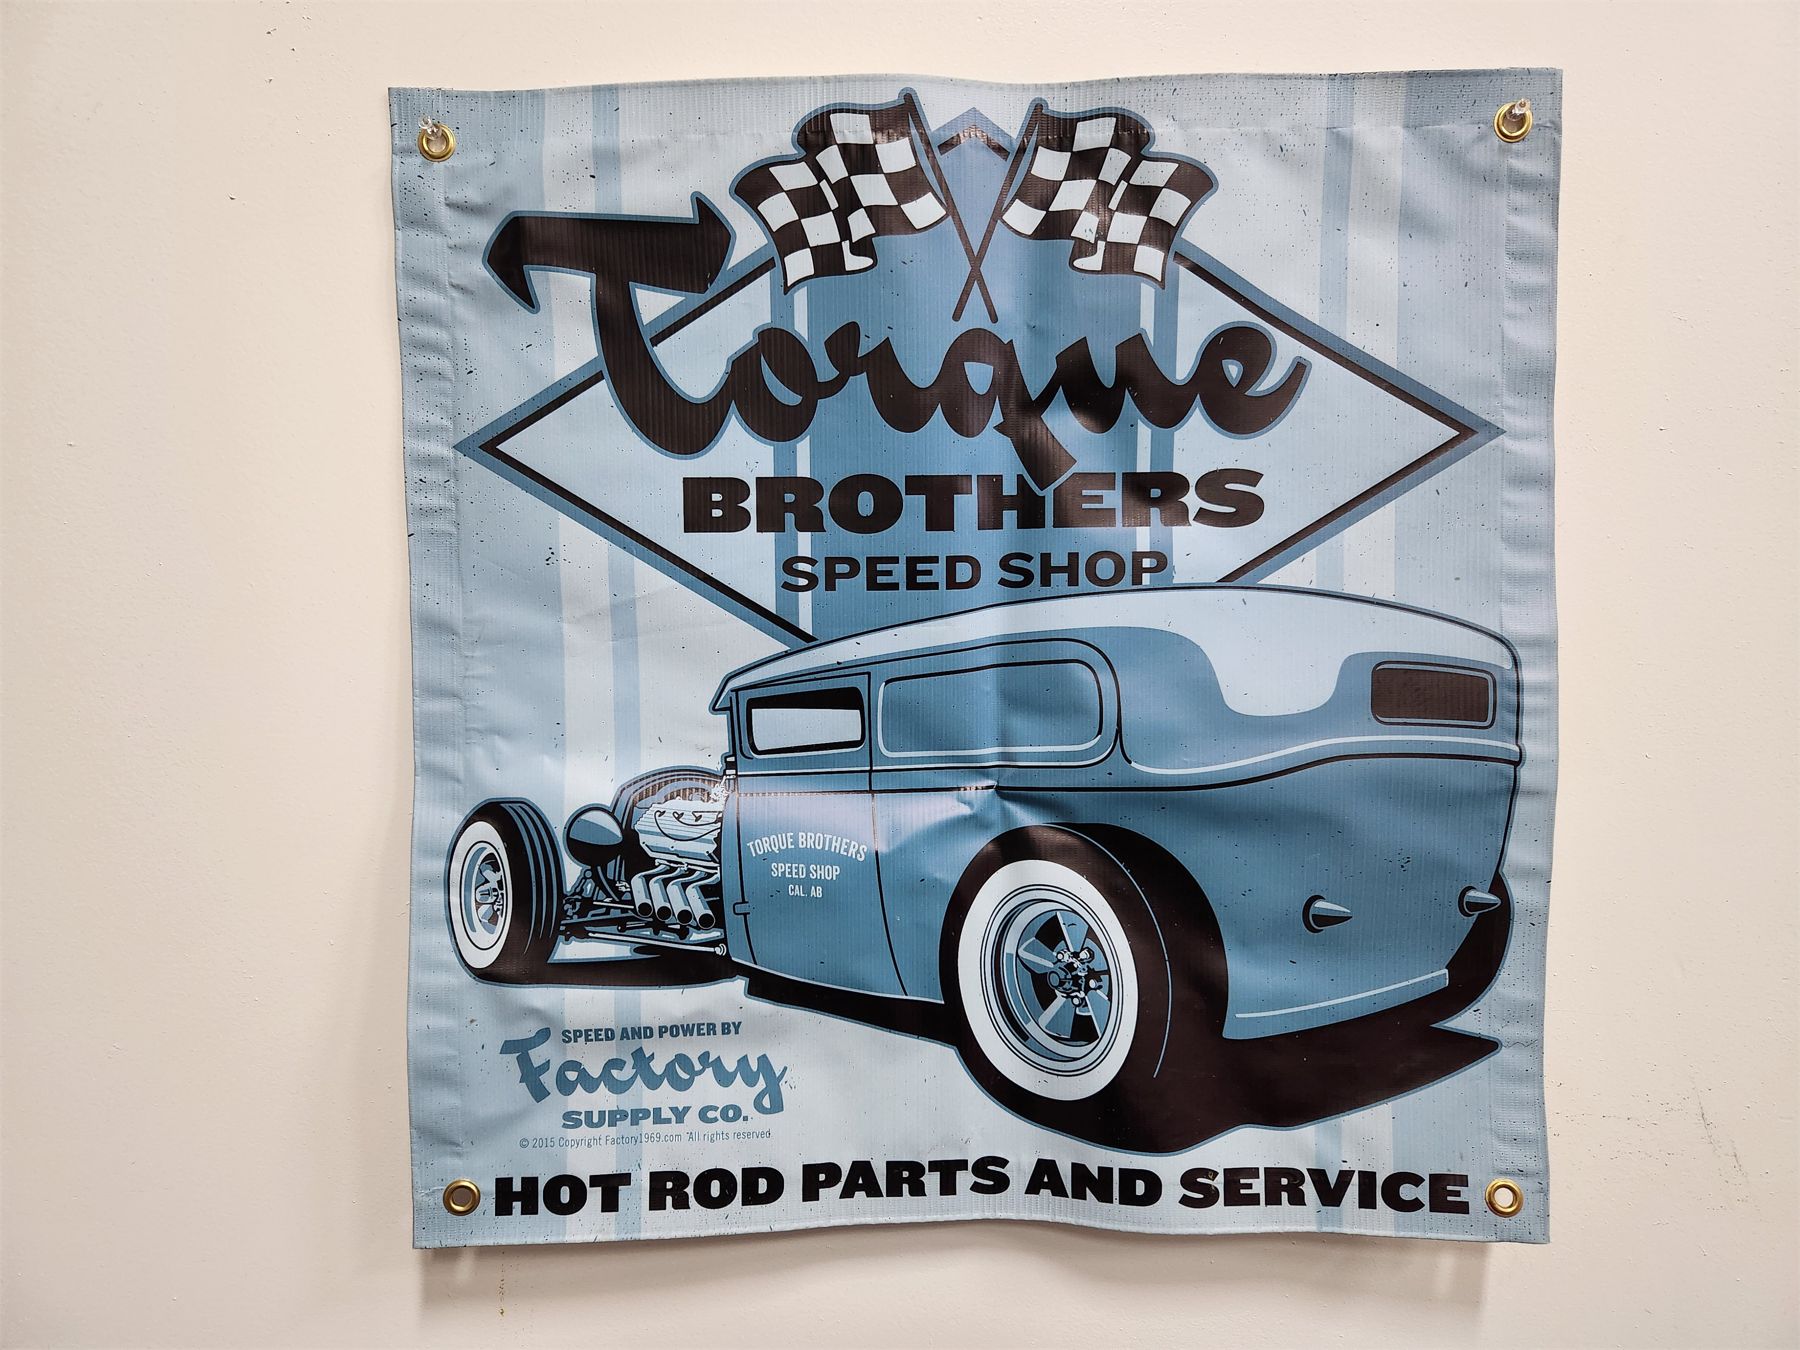 Torque
BROTHERS
SPEED SHOP
TORQUE BROTHERS
SPEED SHOP
CAL. AB
SPEED AND POWER BY
Factory
SUPPLY CO.
© 2015 Copyright Factory1969.com "All rights reserved
HOT ROD PARTS AND SERVICE